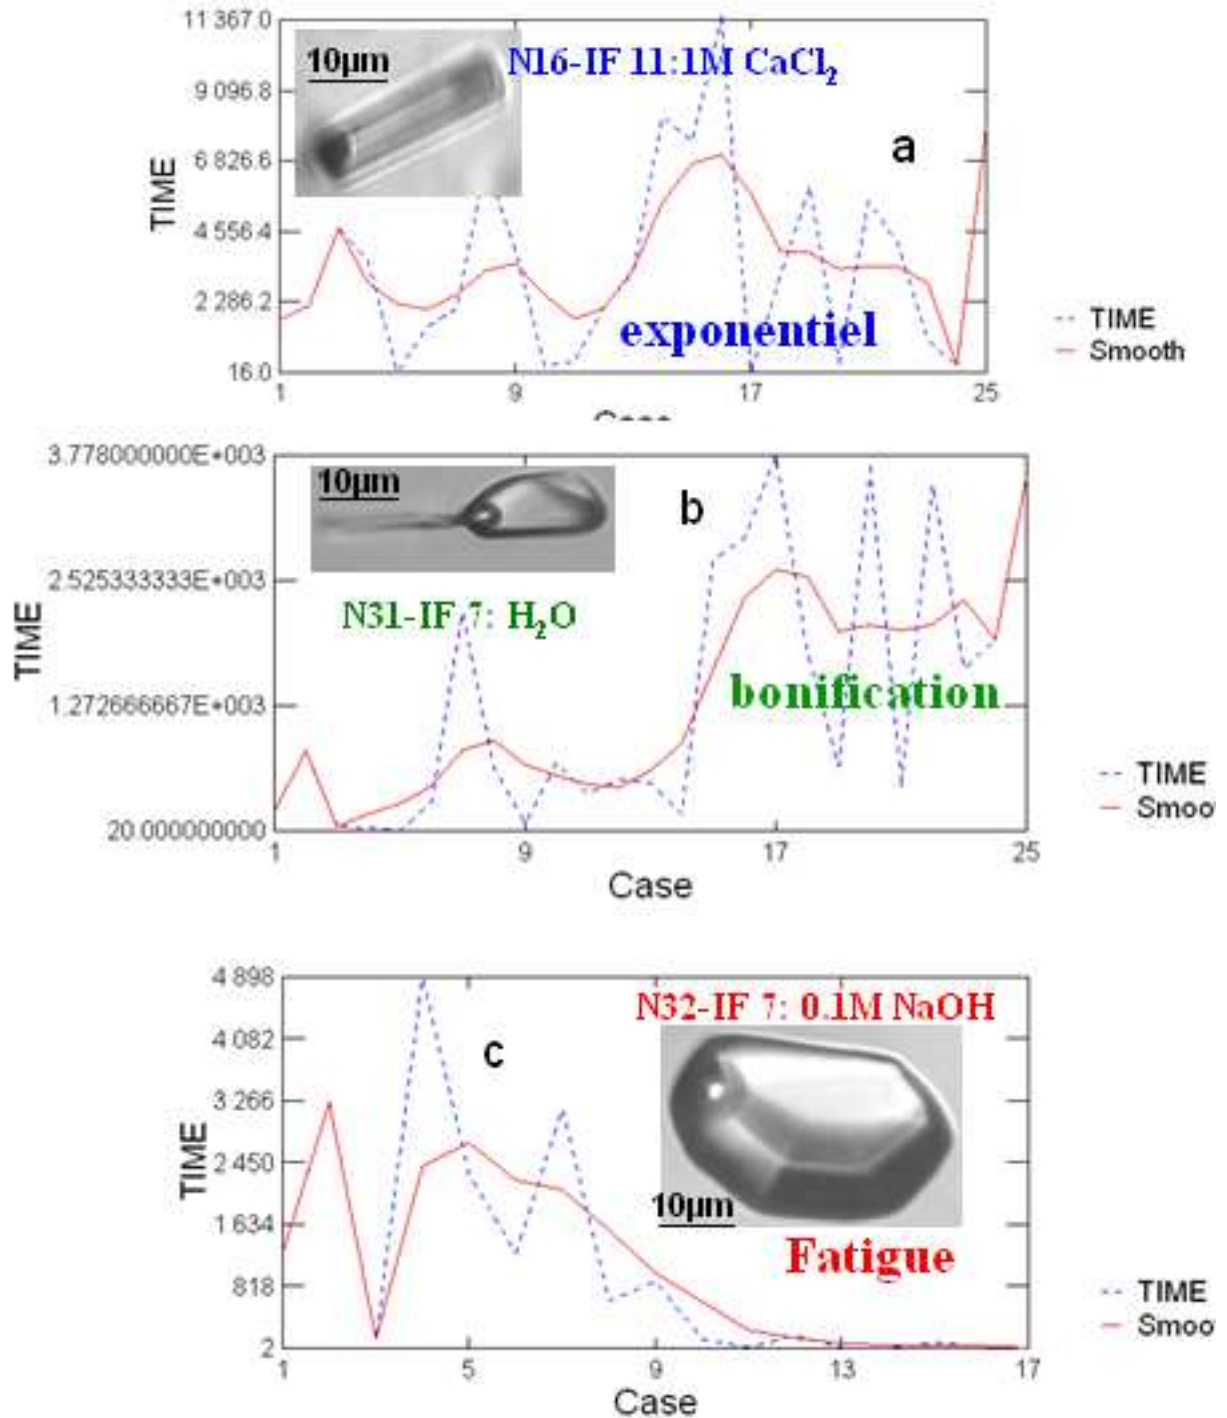 11 367.0
10µm
N16-IF 11:1M CaCl₂
9 096.8
a
6 826.6
TIME
4 556.4
2 286.2
exponentiel
TIME
Smooth
16.0
1 9 17 25
Case
3.778000000E+003
10µm
b
2.525333333E+003
N31-IF 7: H₂O
TIME
bonification
1.272666667E+003
TIME
Smoo
20.000000000
1 9 17 25
Case
4 898
N32-IF 7: 0.1M NaOH
4 082
c
3 266
TIME
2 450
10µm
1 634
Fatigue
818
TIME
Smoo
2
1 5 9 13 17
Case